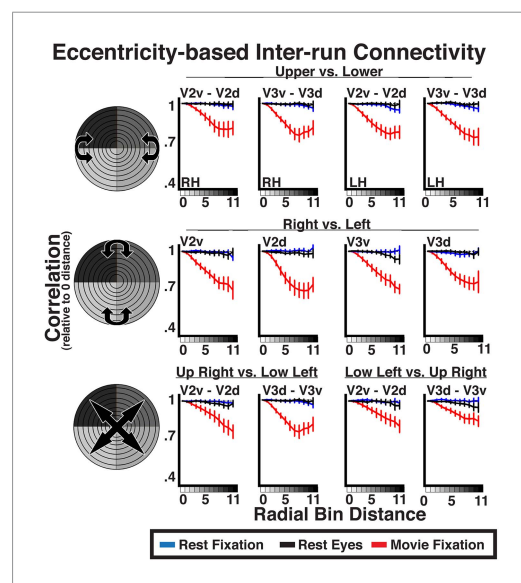 Eccentricity-based Inter-run Connectivity
Upper vs. Lower
V2v - V2d V3v - V3d V2v - V2d V3v - V3d
1
.7
.4
RH RH LH LH
0 5 11 0 5 11 0 5 11 0 5 11
Right vs. Left
V2v V2d V3v V3d
1
.7
.4
0 5 11 0 5 11 0 5 11 0 5 11
Correlation
(relative to 0 distance)
Up Right vs. Low Left Low Left vs. Up Right
V2v - V2d V3d - V3v V2v - V2d V3d - V3v
1
.7
.4
0 5 11 0 5 11 0 5 11 0 5 11
Radial Bin Distance
Rest Fixation Rest Eyes Movie Fixation